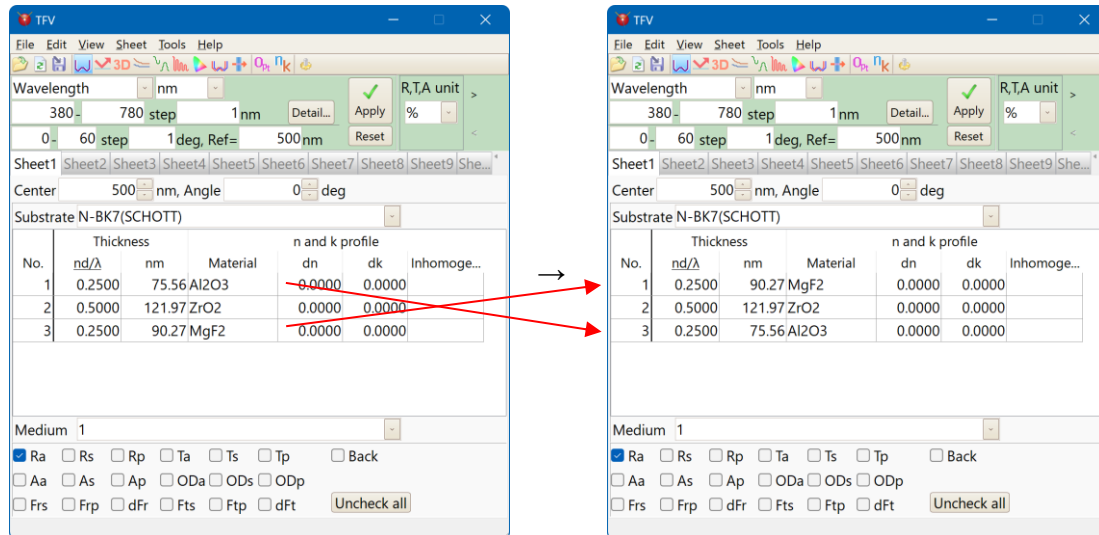 TFV
File Edit View Sheet Tools Help
3D Opt nk
Wavelength nm R,T,A unit >
380 - 780 step 1 nm Detail... Apply %
0 - 60 step 1 deg, Ref= 500 nm Reset <
Sheet1 Sheet2 Sheet3 Sheet4 Sheet5 Sheet6 Sheet7 Sheet8 Sheet9 She...
Center 500 nm, Angle 0 deg
Substrate N-BK7(SCHOTT)
Thickness n and k profile
No. nd/λ nm Material dn dk Inhomoge...
1 0.2500 75.56 Al2O3 0.0000 0.0000
2 0.5000 121.97 ZrO2 0.0000 0.0000
3 0.2500 90.27 MgF2 0.0000 0.0000
Medium 1
Ra Rs Rp Ta Ts Tp Back
Aa As Ap ODa ODs ODp
Frs Frp dFr Fts Ftp dFt Uncheck all
→
TFV
File Edit View Sheet Tools Help
3D Opt nk
Wavelength nm R,T,A unit >
380 - 780 step 1 nm Detail... Apply %
0 - 60 step 1 deg, Ref= 500 nm Reset <
Sheet1 Sheet2 Sheet3 Sheet4 Sheet5 Sheet6 Sheet7 Sheet8 Sheet9 She...
Center 500 nm, Angle 0 deg
Substrate N-BK7(SCHOTT)
Thickness n and k profile
No. nd/λ nm Material dn dk Inhomoge...
1 0.2500 90.27 MgF2 0.0000 0.0000
2 0.5000 121.97 ZrO2 0.0000 0.0000
3 0.2500 75.56 Al2O3 0.0000 0.0000
Medium 1
Ra Rs Rp Ta Ts Tp Back
Aa As Ap ODa ODs ODp
Frs Frp dFr Fts Ftp dFt Uncheck all